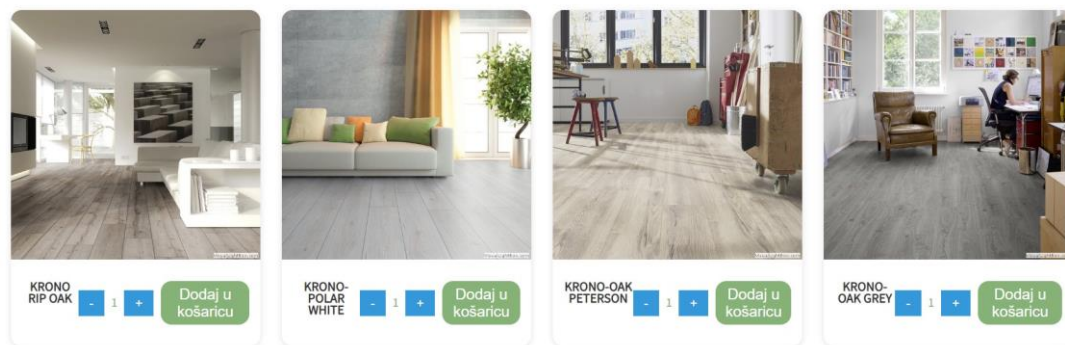 KRONO
RIP OAK
-
1
+
Dodaj u
košaricu
KRONO-
POLAR
WHITE
-
1
+
Dodaj u
košaricu
KRONO-OAK
PETERSON
-
1
+
Dodaj u
košaricu
KRONO-
OAK GREY
-
1
+
Dodaj u
košaricu